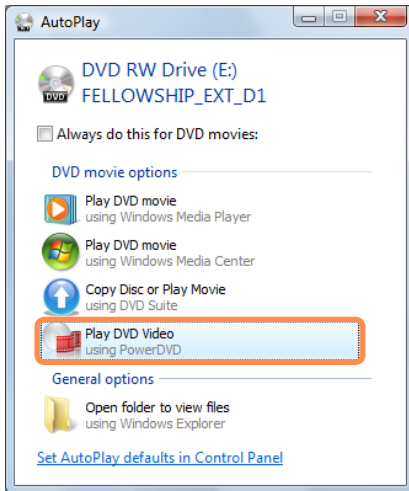 AutoPlay
DVD RW Drive (E:)
FELLOWSHIP_EXT_D1
DVD
Always do this for DVD movies:
DVD movie options
Play DVD movie
using Windows Media Player
Play DVD movie
using Windows Media Center
Copy Disc or Play Movie
using DVD Suite
Play DVD Video
using PowerDVD
General options
Open folder to view files
using Windows Explorer
Set AutoPlay defaults in Control Panel